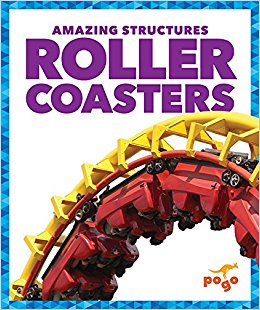 AMAZING STRUCTURES
ROLLER
COASTERS
pogo